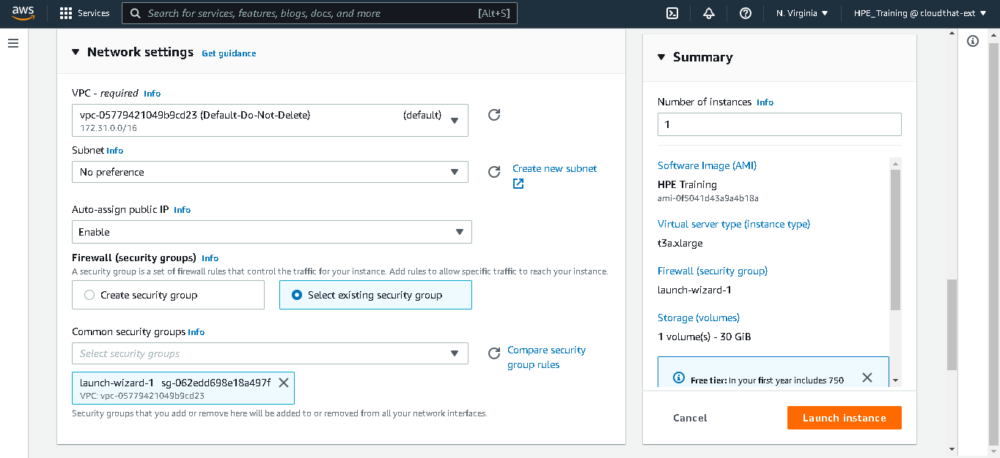 aws
Services
Search for services, features, blogs, docs, and more
[Alt+S]
N. Virginia
HPE_Training @ cloudthat-ext
Network settings Get guidance
VPC - required Info
vpc-05779421049b9cd23 (Default-Do-Not-Delete) (default)
172.31.0.0/16
Subnet Info
No preference
Create new subnet
Auto-assign public IP Info
Enable
Firewall (security groups) Info
A security group is a set of firewall rules that control the traffic for your instance. Add rules to allow specific traffic to reach your instance.
Create security group
Select existing security group
Common security groups Info
Select security groups
Compare security
group rules
launch-wizard-1 sg-062edd698e18a497f
VPC: vpc-05779421049b9cd23
Security groups that you add or remove here will be added to or removed from all your network interfaces.
Summary
Number of instances Info
1
Software Image (AMI)
HPE Training
ami-0f5041d43a9a4b18a
Virtual server type (instance type)
t3a.xlarge
Firewall (security group)
launch-wizard-1
Storage (volumes)
1 volume(s) - 30 GiB
Free tier: In your first year includes 750
Cancel
Launch instance